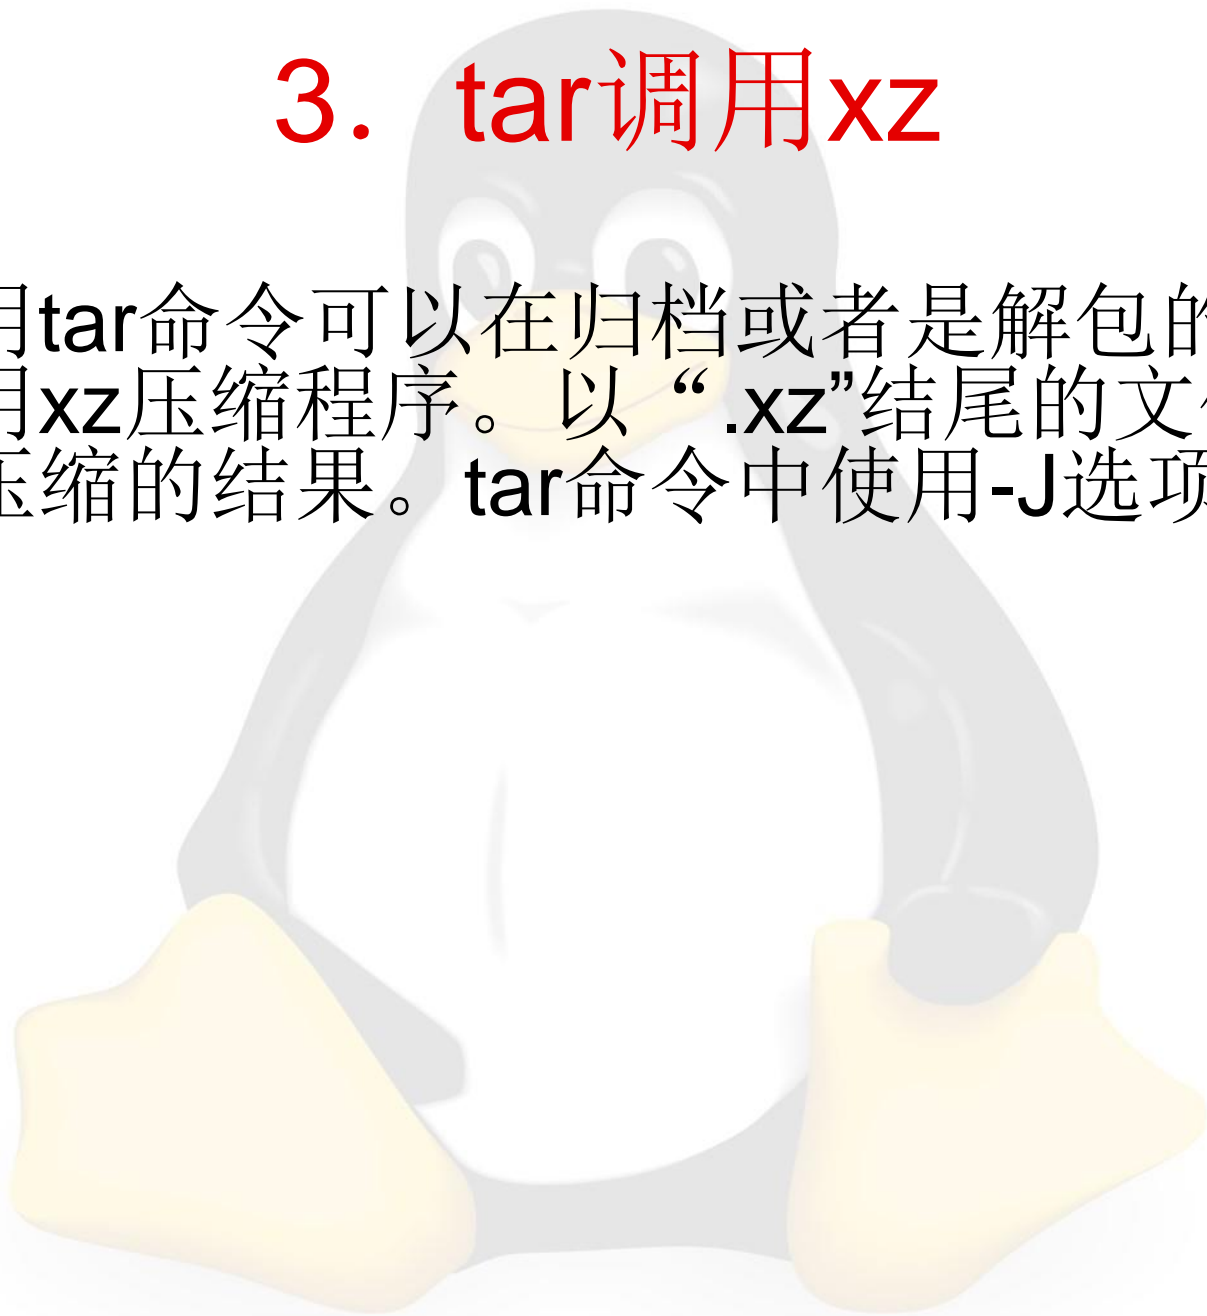 3．tar调用xz
用tar命令可以在归档或者是解包的
用xz压缩程序。以“.xz”结尾的文
压缩的结果。tar命令中使用-J选项